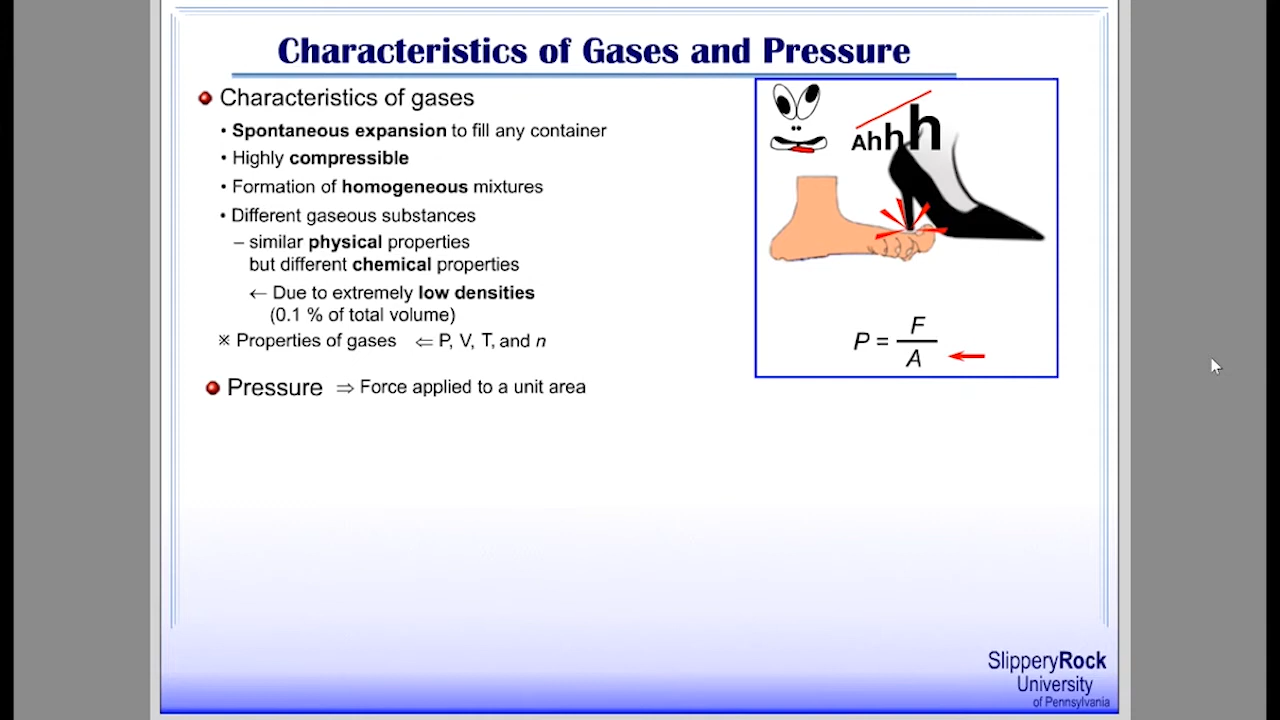 Characteristics of Gases and Pressure
Characteristics of gases
• Spontaneous expansion to fill any container
• Highly compressible
• Formation of homogeneous mixtures
• Different gaseous substances
– similar physical properties
but different chemical properties
← Due to extremely low densities
(0.1 % of total volume)
※ Properties of gases ⇐ P, V, T, and n
Pressure ⇒ Force applied to a unit area
Ahhh
P = F / A
SlipperyRock
University
of Pennsylvania